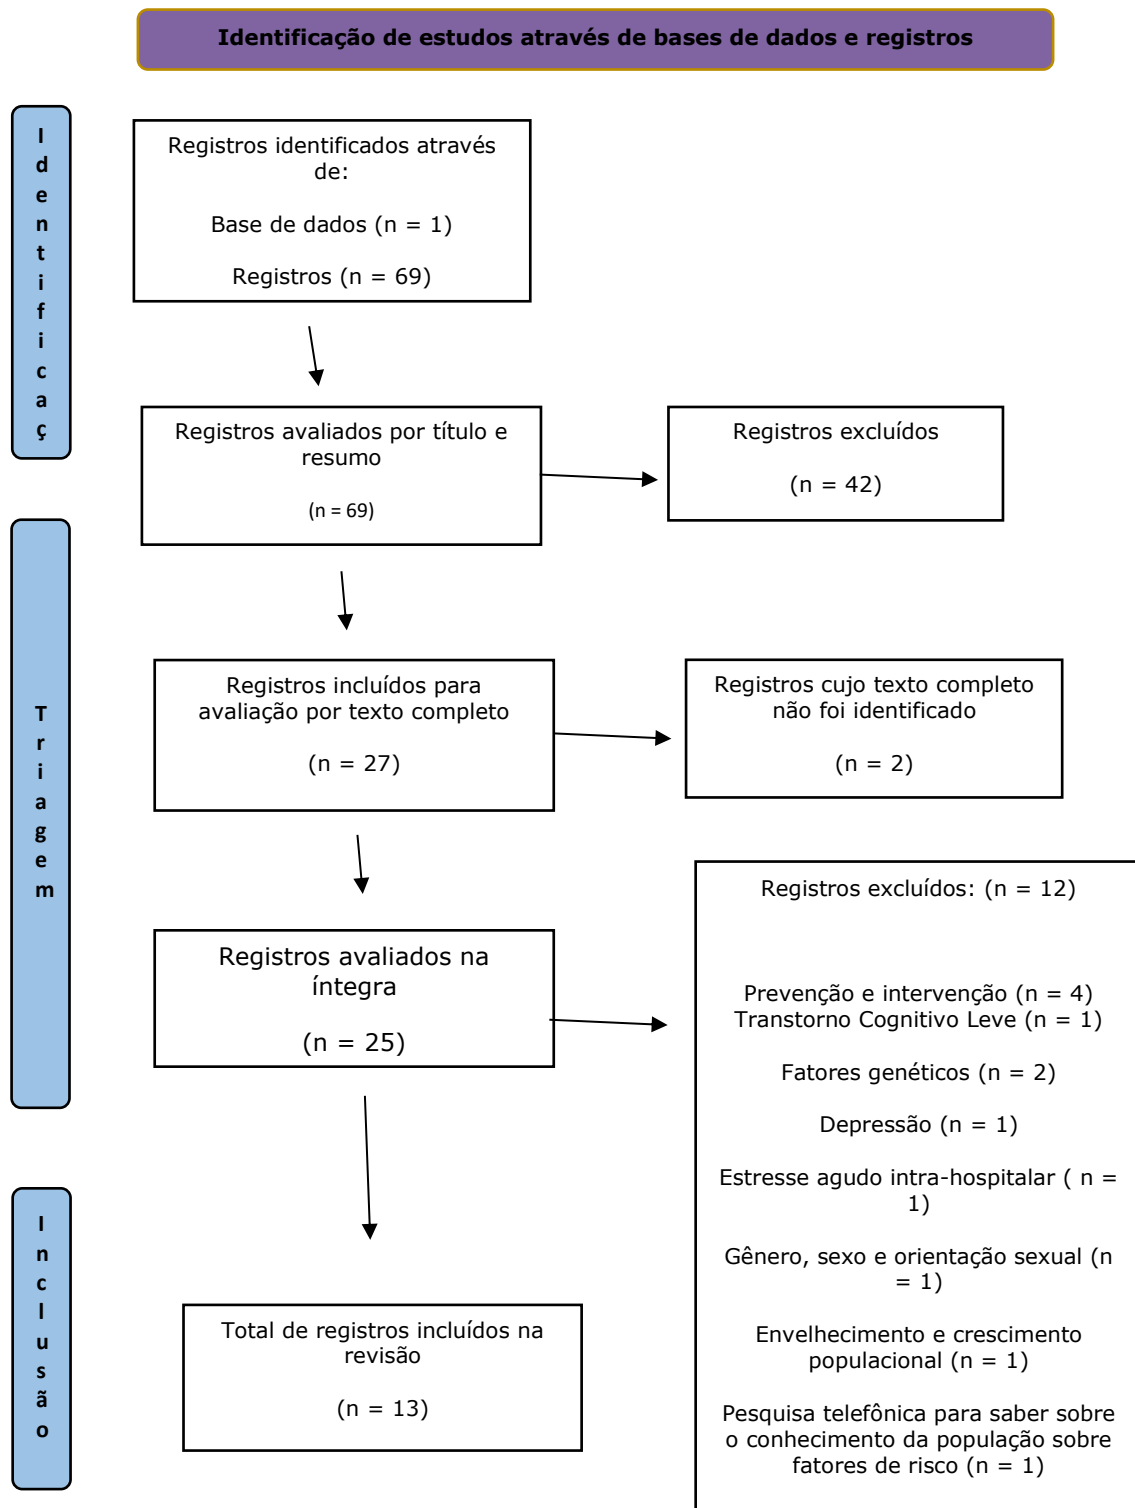 Identificação de estudos através de bases de dados e registros
Identificaç
Registros identificados através
de:
Base de dados (n = 1)
Registros (n = 69)
Registros avaliados por título e
resumo
(n = 69)
Registros excluídos
(n = 42)
Triagem
Registros incluídos para
avaliação por texto completo
(n = 27)
Registros cujo texto completo
não foi identificado
(n = 2)
Registros avaliados na
íntegra
(n = 25)
Registros excluídos: (n = 12)
Prevenção e intervenção (n = 4)
Transtorno Cognitivo Leve (n = 1)
Fatores genéticos (n = 2)
Depressão (n = 1)
Estresse agudo intra-hospitalar ( n =
1)
Gênero, sexo e orientação sexual (n
= 1)
Envelhecimento e crescimento
populacional (n = 1)
Pesquisa telefônica para saber sobre
o conhecimento da população sobre
fatores de risco (n = 1)
Inclusão
Total de registros incluídos na
revisão
(n = 13)